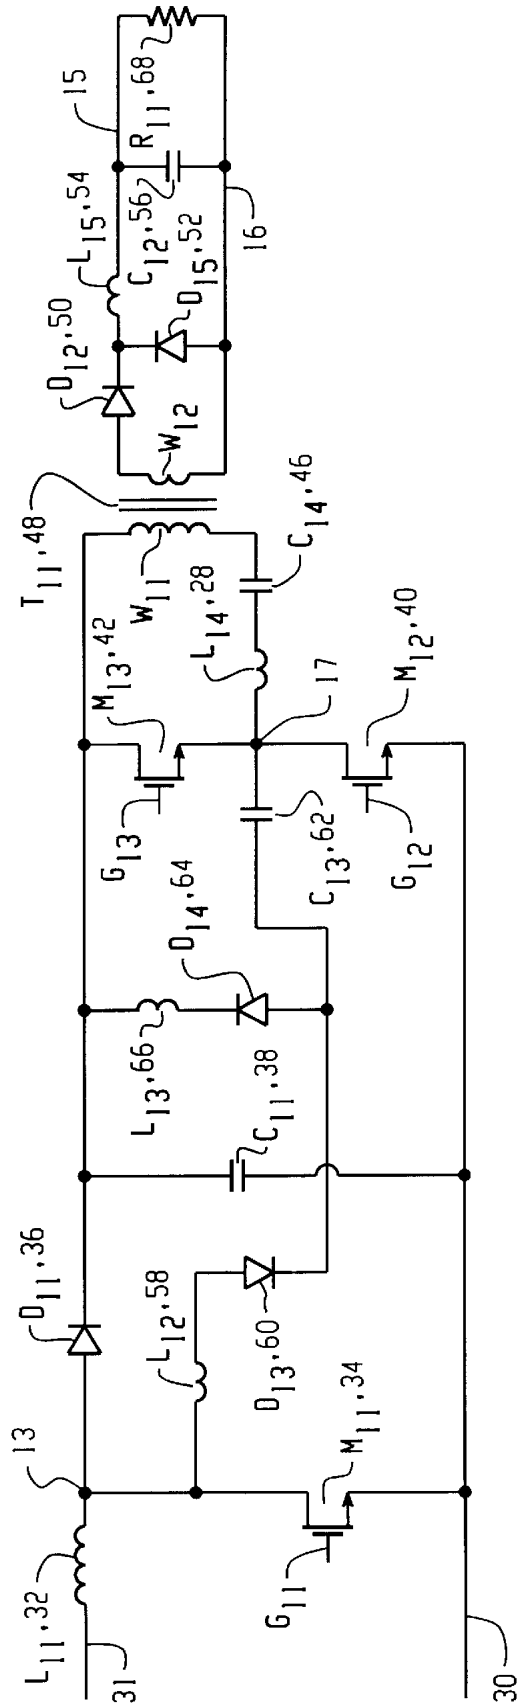 L11,32
31
13
D11,36
L12,58
D13,60
G11
M11,34
30
C11,38
L13,66
D14,64
G13
M13,42
C13,62
G12
17
M12,40
L14,28
C14,46
W11
T11,48
W12
D12,50
L15,54
C12,56
D15,52
15
16
R11,68